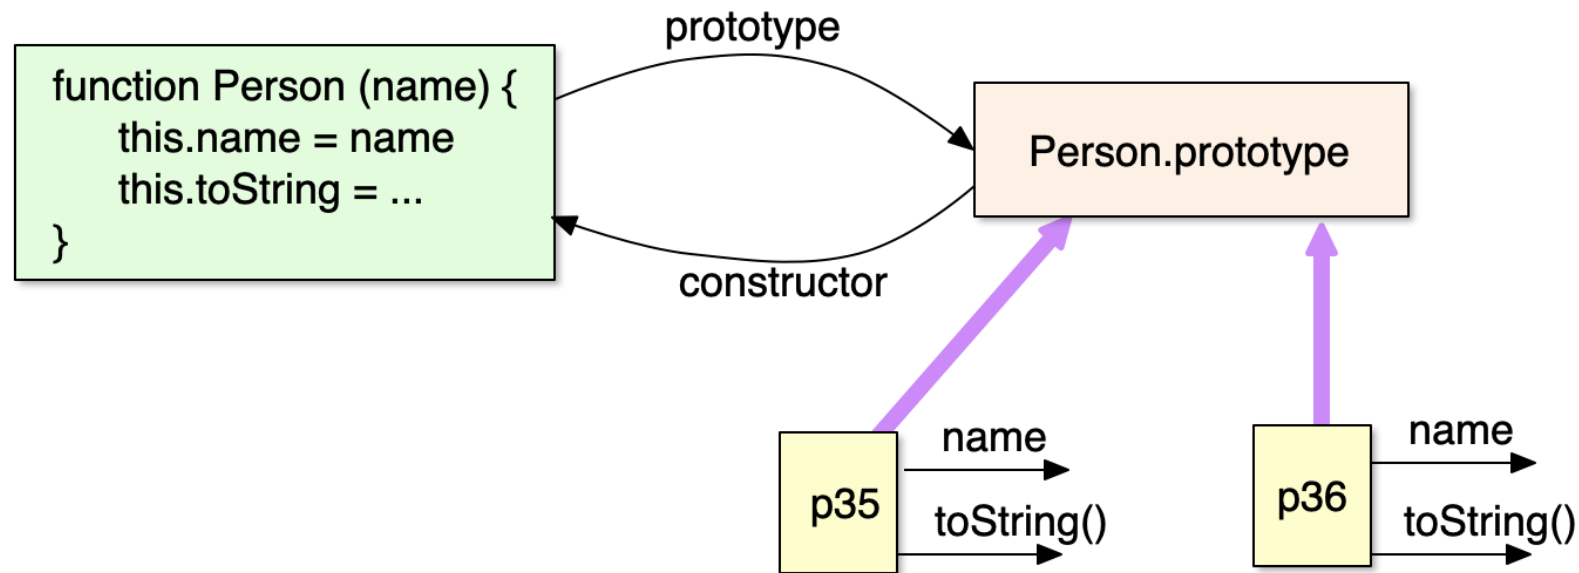 prototype
function Person (name) {
this.name = name
this.toString = ...
}
Person.prototype
constructor
p35
name
toString()
p36
name
toString()